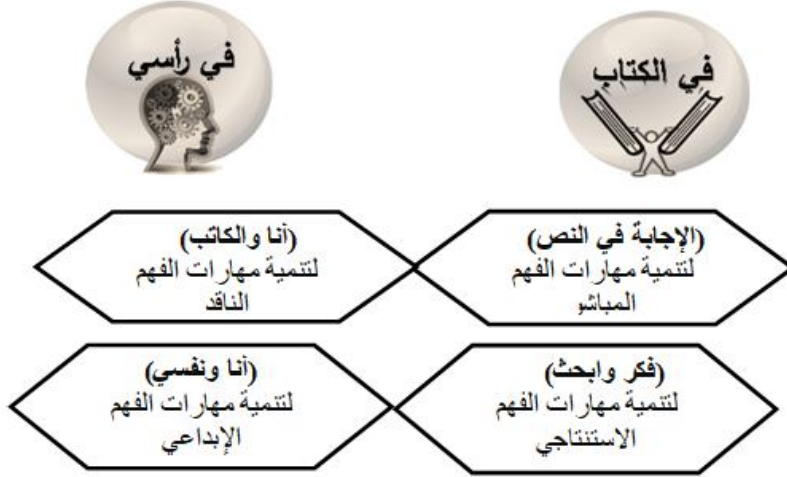 في الكتاب
في رأسي
(الإجابة في النص)
لتنمية مهارات الفهم
المباشر
(أنا والكاتب)
لتنمية مهارات الفهم
الناقد
(فكر وابحث)
لتنمية مهارات الفهم
الاستنتاجي
(أنا ونفسي)
لتنمية مهارات الفهم
الإبداعي